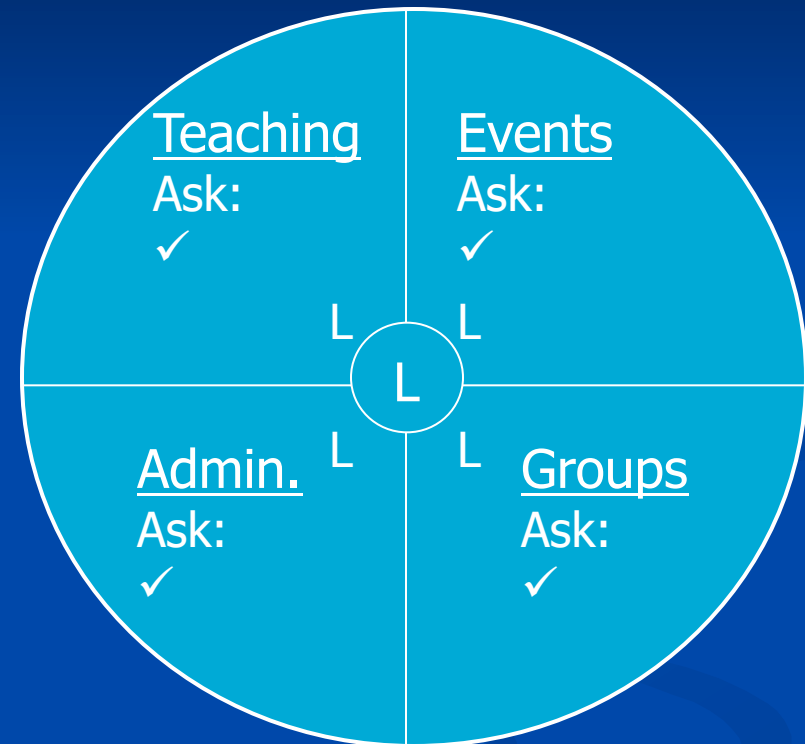 Teaching
Ask:
✓
Events
Ask:
✓
L
L
L
L
L
Admin.
Ask:
✓
Groups
Ask:
✓